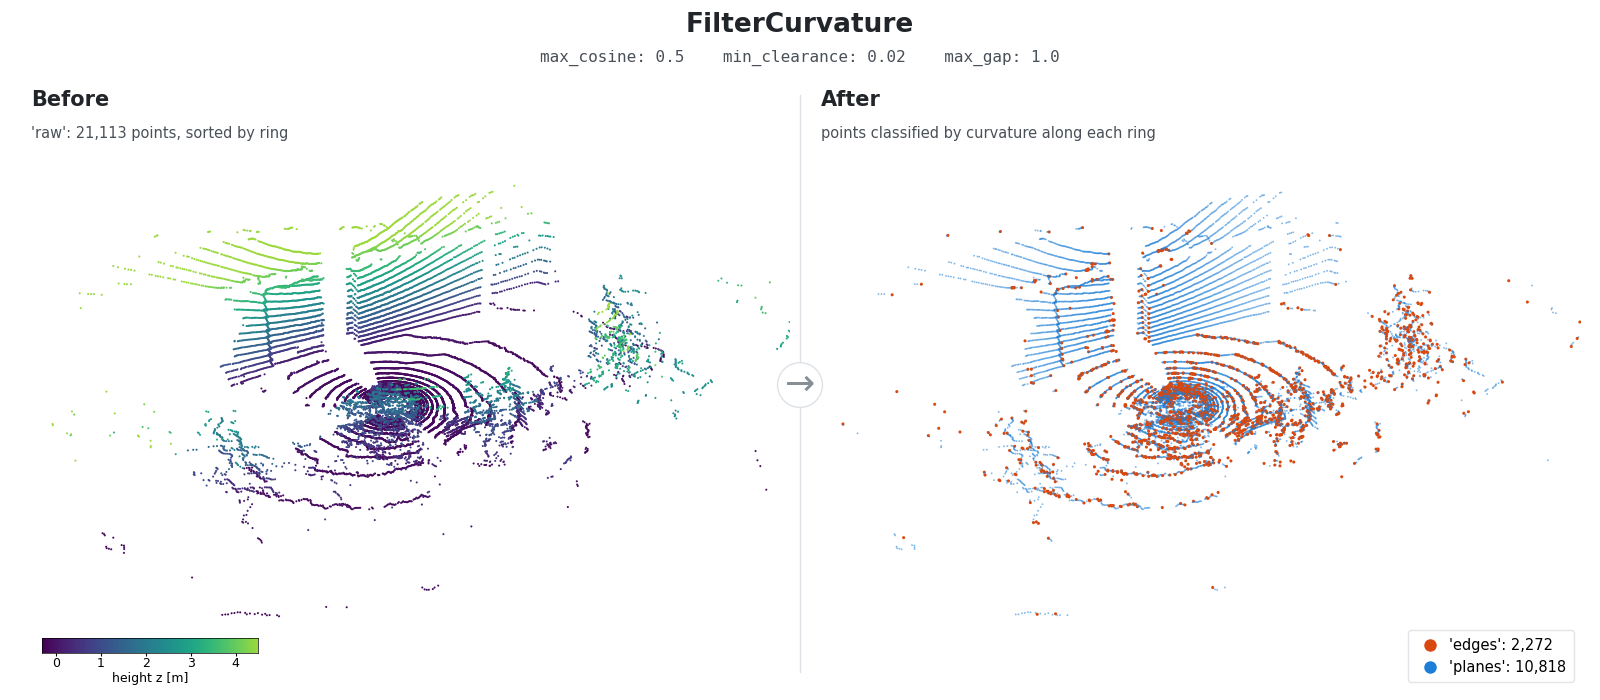 FilterCurvature
max_cosine: 0.5    min_clearance: 0.02    max_gap: 1.0
Before
'raw': 21,113 points, sorted by ring
After
points classified by curvature along each ring
→
0 1 2 3 4
height z [m]
'edges': 2,272
'planes': 10,818